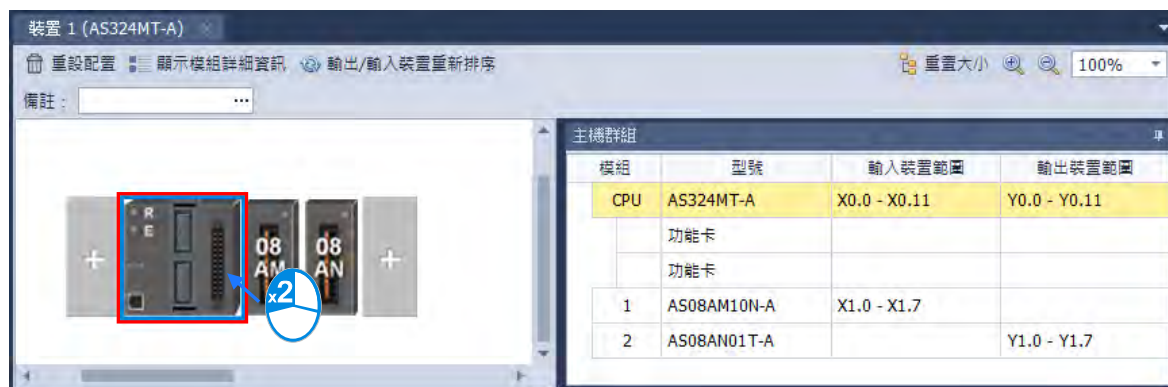 裝置 1 (AS324MT-A)
重設配置 顯示模組詳細資訊 輸出/輸入裝置重新排序 重置大小 100%
備註： ...
主機群組
模組 型號 輸入裝置範圍 輸出裝置範圍
CPU AS324MT-A X0.0 - X0.11 Y0.0 - Y0.11
功能卡
功能卡
1 AS08AM10N-A X1.0 - X1.7
2 AS08AN01T-A Y1.0 - Y1.7
R
E
08 AM
08 AN
x2